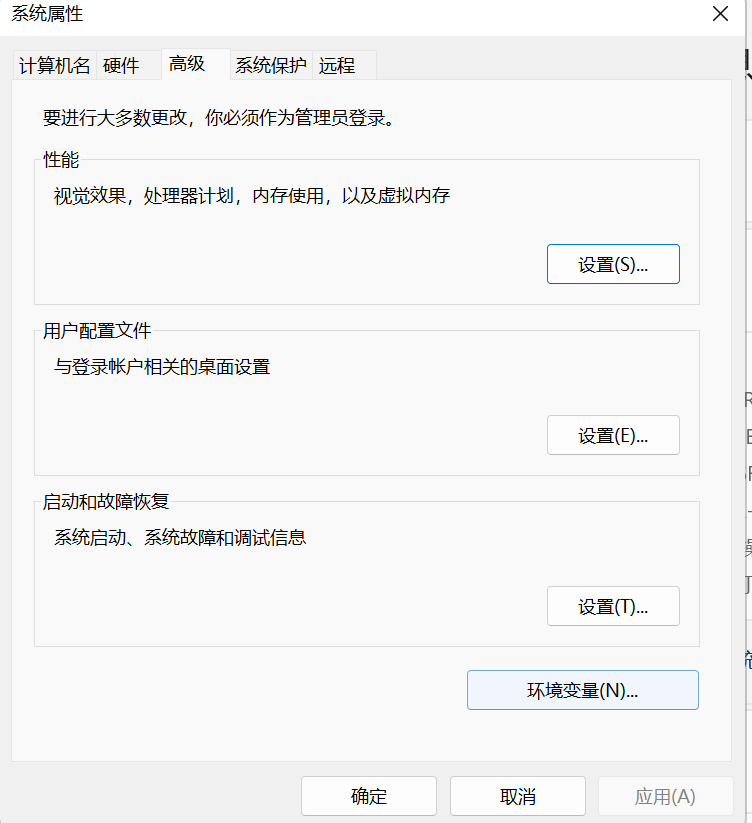 系统属性
计算机名 硬件 高级 系统保护 远程
要进行大多数更改，你必须作为管理员登录。
性能
视觉效果，处理器计划，内存使用，以及虚拟内存
设置(S)...
用户配置文件
与登录帐户相关的桌面设置
设置(E)...
启动和故障恢复
系统启动、系统故障和调试信息
设置(T)...
环境变量(N)...
确定 取消 应用(A)